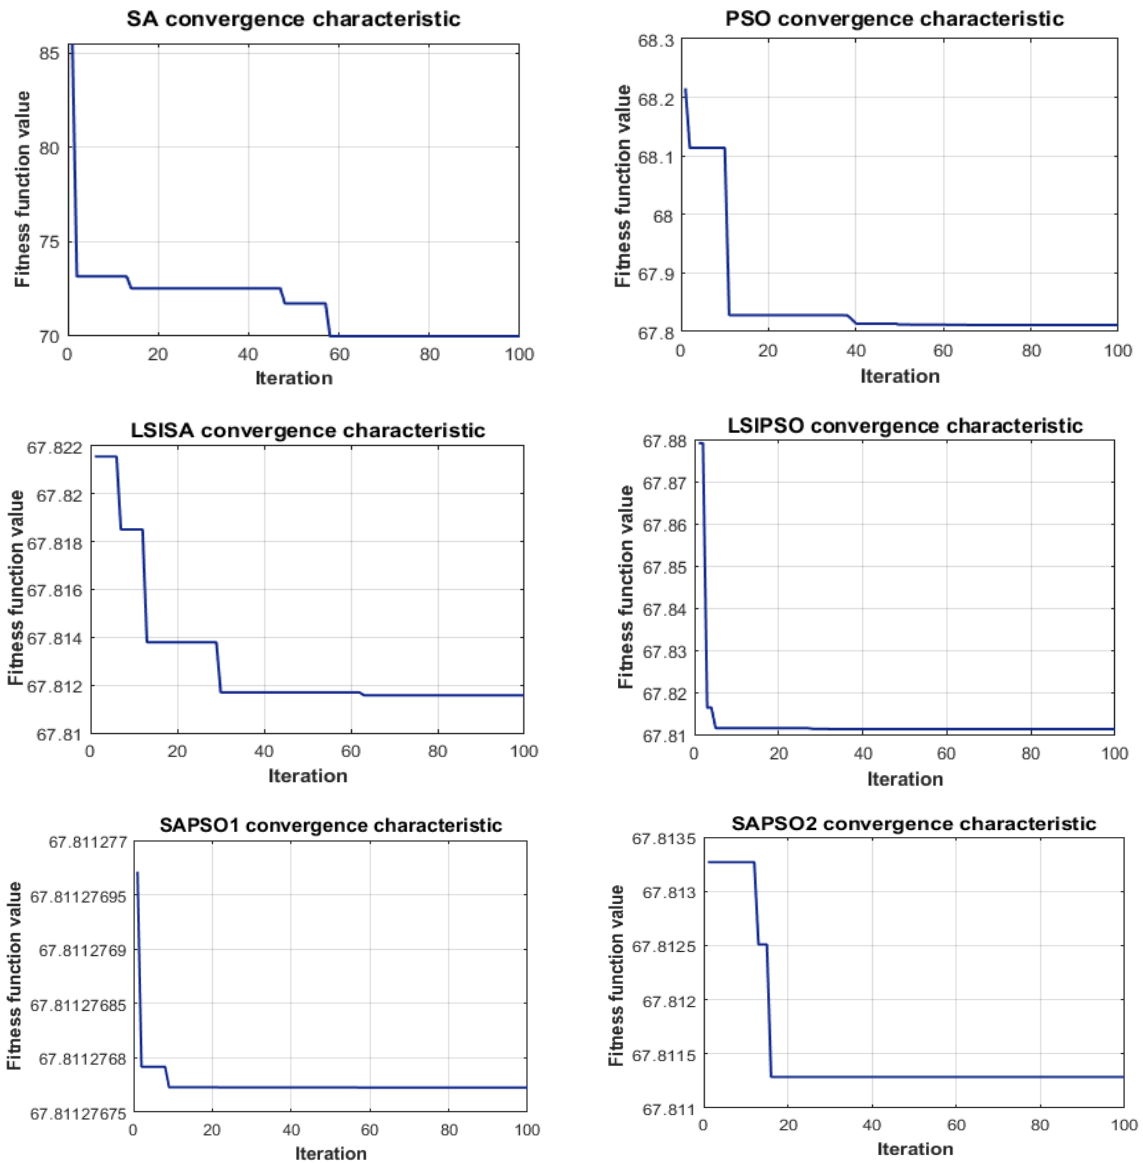 SA convergence characteristic
Fitness function value
85
80
75
70
0 20 40 60 80 100
Iteration
PSO convergence characteristic
Fitness function value
68.3
68.2
68.1
68
67.9
67.8
0 20 40 60 80 100
Iteration
LSISA convergence characteristic
Fitness function value
67.822
67.82
67.818
67.816
67.814
67.812
67.81
0 20 40 60 80 100
Iteration
LSIPSO convergence characteristic
Fitness function value
67.88
67.87
67.86
67.85
67.84
67.83
67.82
67.81
0 20 40 60 80 100
Iteration
SAPSO1 convergence characteristic
Fitness function value
67.811277
67.81127695
67.8112769
67.81127685
67.8112768
67.81127675
0 20 40 60 80 100
Iteration
SAPSO2 convergence characteristic
Fitness function value
67.8135
67.813
67.8125
67.812
67.8115
67.811
0 20 40 60 80 100
Iteration